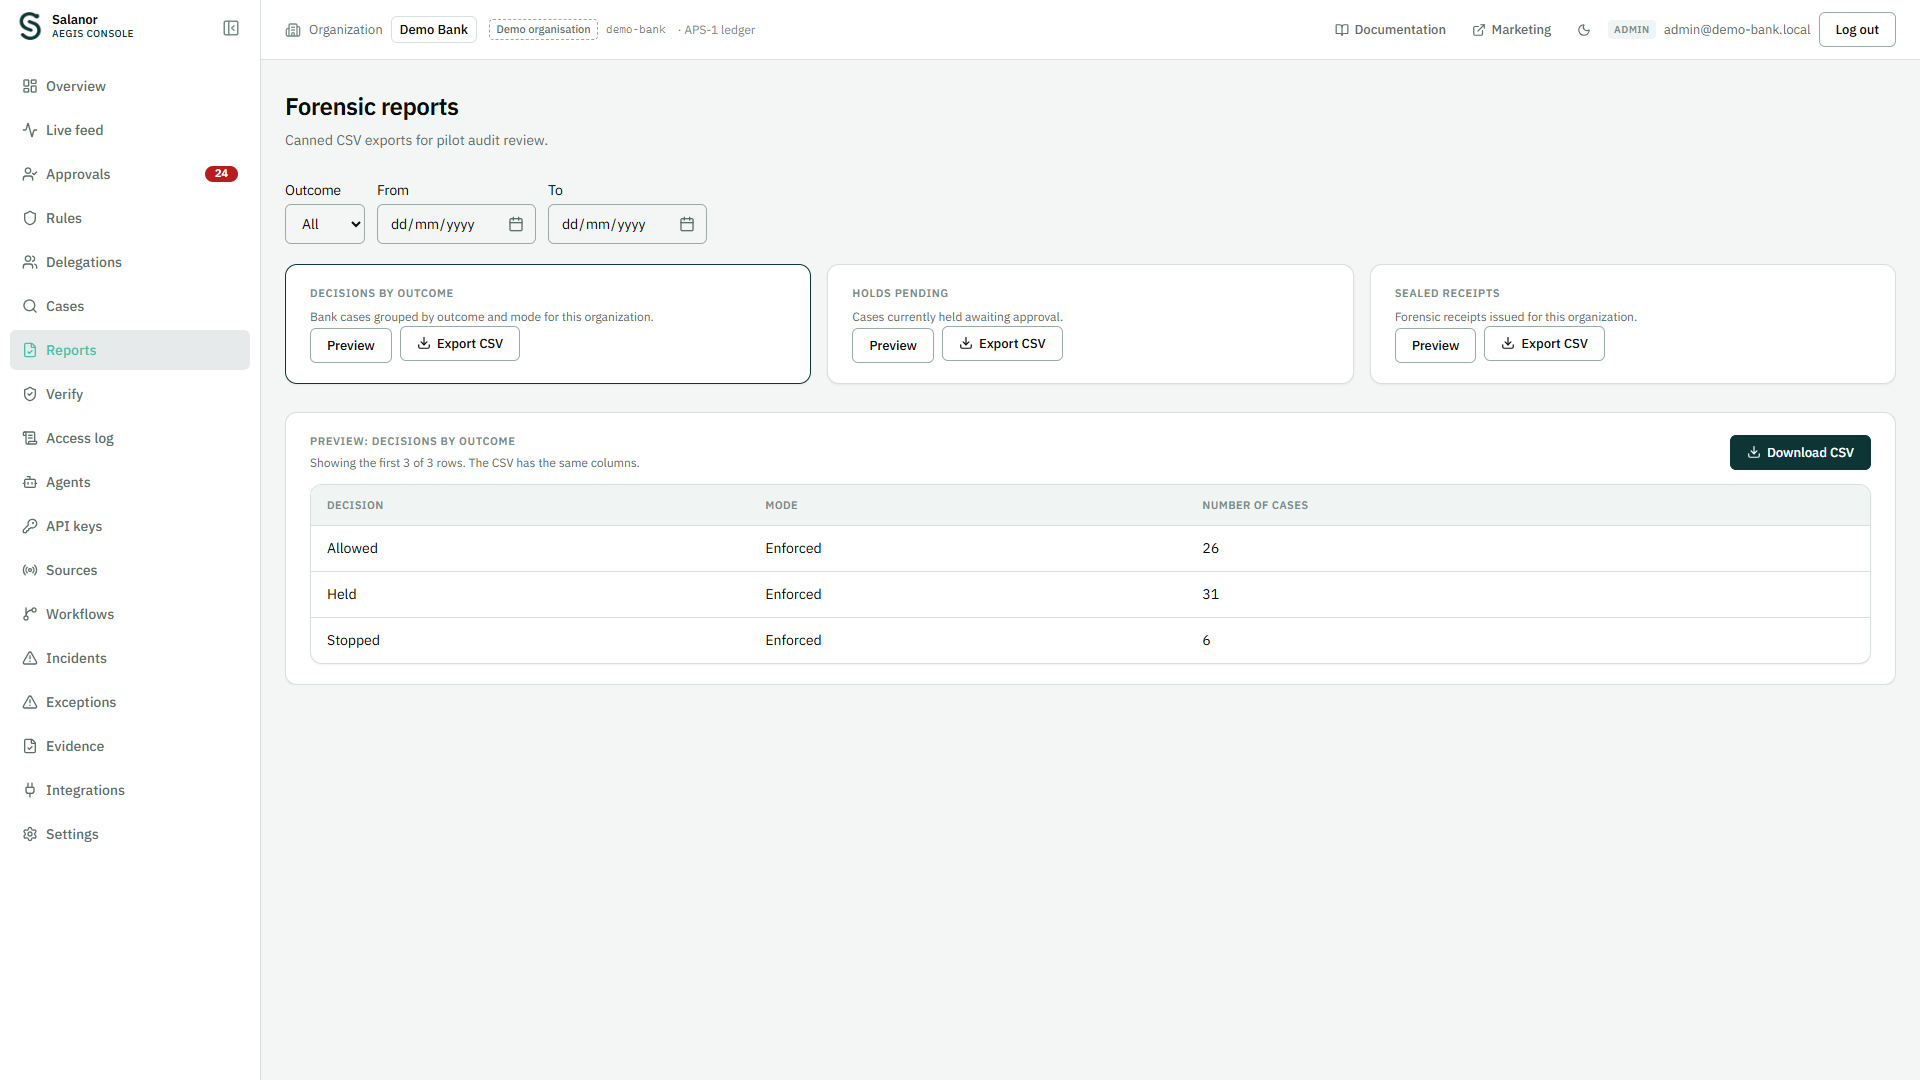 Salanor
AEGIS CONSOLE
Organization
Demo Bank
Demo organisation
demo-bank
· APS-1 ledger
Documentation
Marketing
ADMIN
admin@demo-bank.local
Log out
Overview
Live feed
Approvals
24
Rules
Delegations
Cases
Reports
Verify
Access log
Agents
API keys
Sources
Workflows
Incidents
Exceptions
Evidence
Integrations
Settings
Forensic reports
Canned CSV exports for pilot audit review.
Outcome
From
To
All
dd/mm/yyyy
dd/mm/yyyy
DECISIONS BY OUTCOME
Bank cases grouped by outcome and mode for this organization.
Preview
Export CSV
HOLDS PENDING
Cases currently held awaiting approval.
Preview
Export CSV
SEALED RECEIPTS
Forensic receipts issued for this organization.
Preview
Export CSV
PREVIEW: DECISIONS BY OUTCOME
Showing the first 3 of 3 rows. The CSV has the same columns.
Download CSV
DECISION MODE NUMBER OF CASES
Allowed Enforced 26
Held Enforced 31
Stopped Enforced 6